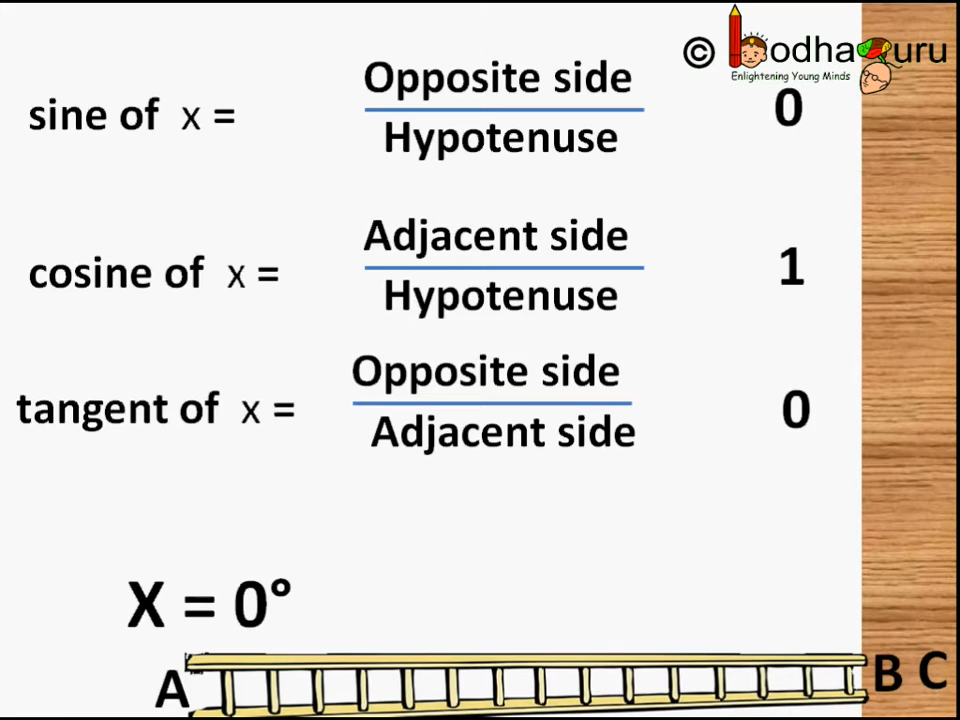 © BodhaGuru
Enlightening Young Minds
sine of x = Opposite side / Hypotenuse 0
cosine of x = Adjacent side / Hypotenuse 1
tangent of x = Opposite side / Adjacent side 0
X = 0°
A B C